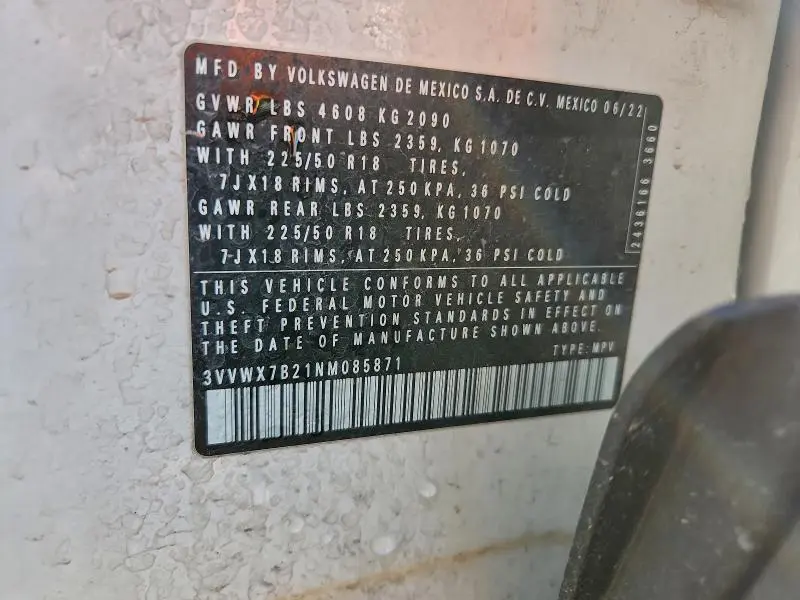 MFD BY VOLKSWAGEN DE MEXICO S.A. DE C.V. MEXICO 06/22
GVWR LBS 4608 KG 2090
GAWR FRONT LBS 2359, KG 1070
WITH 225/50 R18 TIRES,
7JX18 RIMS, AT 250 KPA, 36 PSI COLD
GAWR REAR LBS 2359, KG 1070
WITH 225/50 R18 TIRES,
7JX18 RIMS, AT 250 KPA, 36 PSI COLD
2436166 3660
THIS VEHICLE CONFORMS TO ALL APPLICABLE
U.S. FEDERAL MOTOR VEHICLE SAFETY AND
THEFT PREVENTION STANDARDS IN EFFECT ON
THE DATE OF MANUFACTURE SHOWN ABOVE.
TYPE: MPV
3VVWX7B21NM085871